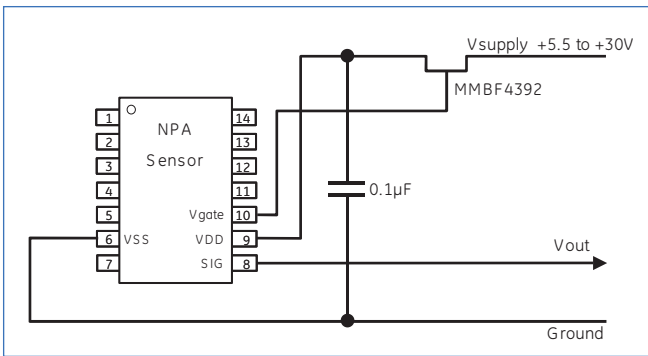 Vsupply +5.5 to +30V
MMBF4392
NPA
Sensor
1
2
3
4
5
6
7
14
13
12
11
10
9
8
Vgate
VSS
VDD
SIG
0.1µF
Vout
Ground